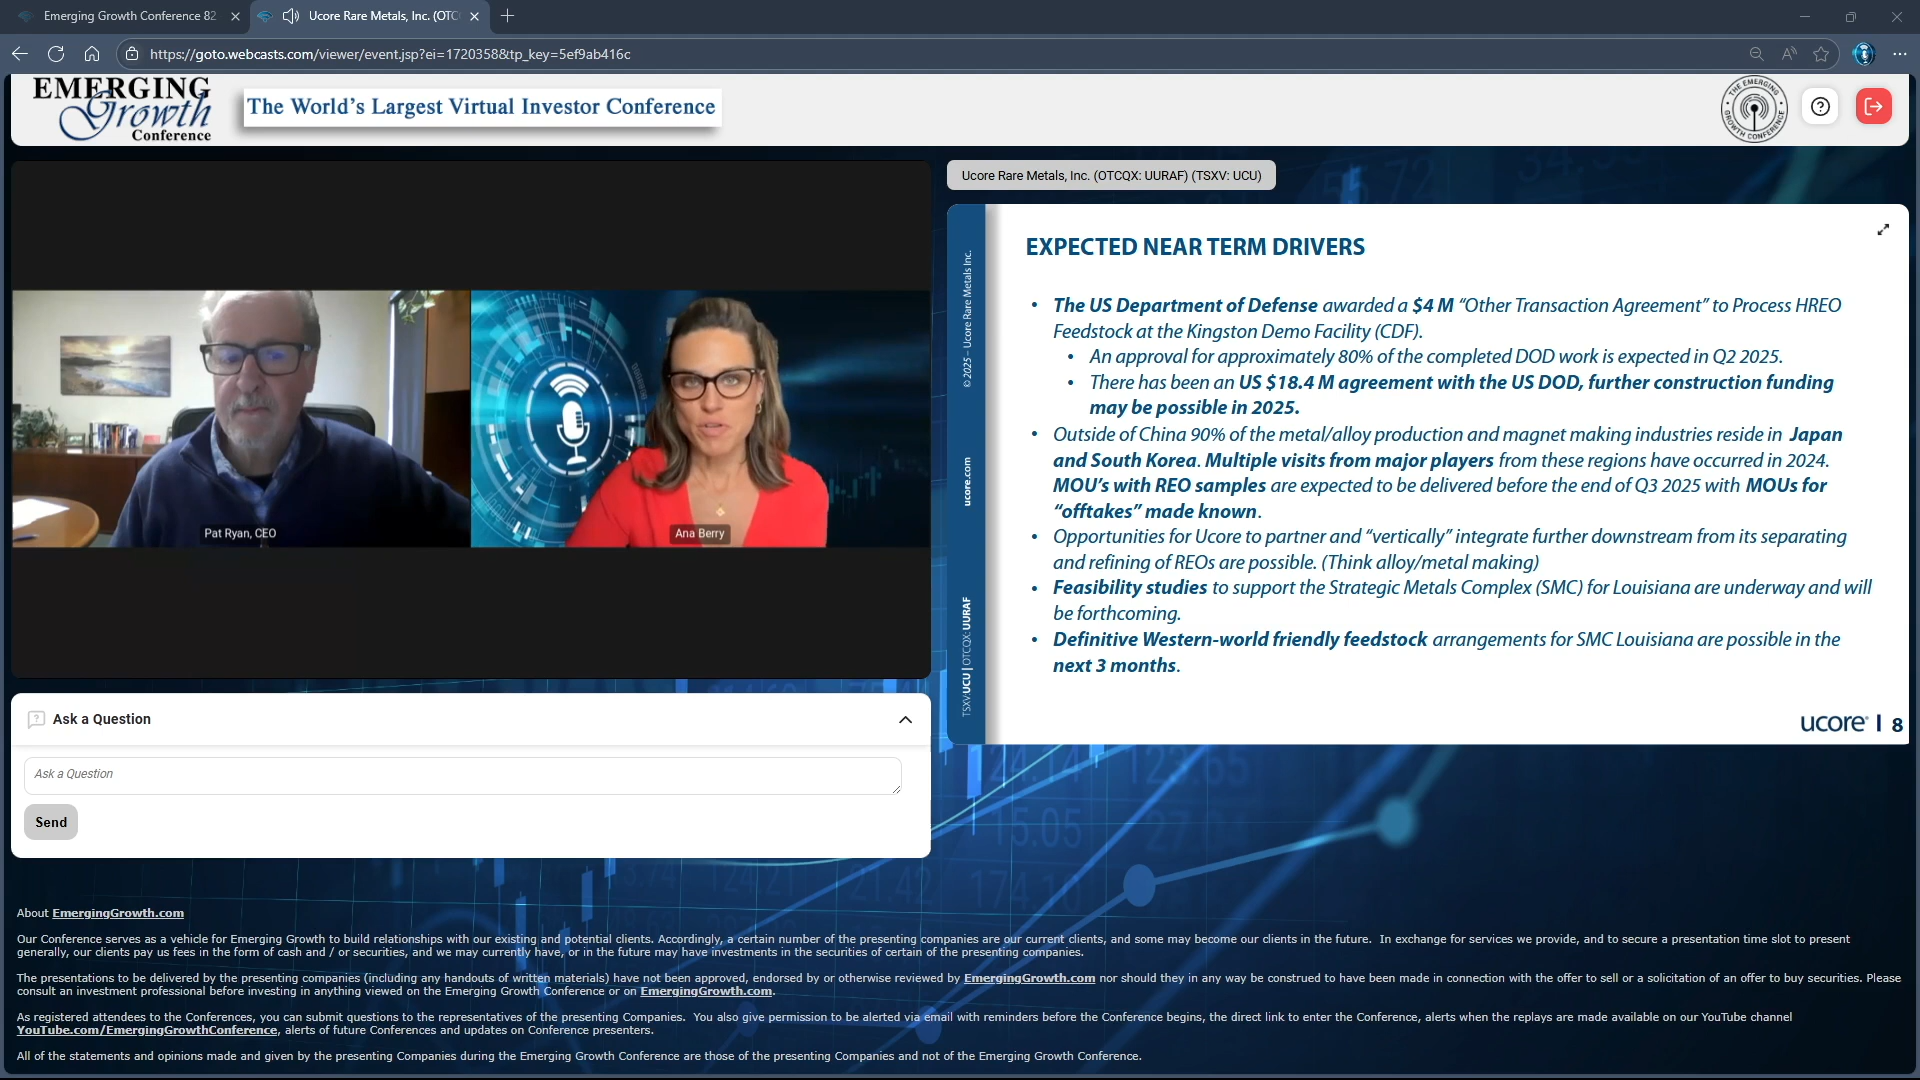 Emerging Growth Conference 82
Ucore Rare Metals, Inc. (OTC
https://goto.webcasts.com/viewer/event.jsp?ei=1720358&tp_key=5ef9ab416c
EMERGING
Growth
Conference
The World's Largest Virtual Investor Conference
THE EMERGING
GROWTH CONFERENCE
Ucore Rare Metals, Inc. (OTCQX: UURAF) (TSXV: UCU)
Pat Ryan, CEO
Ana Berry
© 2025 – Ucore Rare Metals Inc.
ucore.com
TSXV:UCU | OTCQX: UURAF
EXPECTED NEAR TERM DRIVERS
• The US Department of Defense awarded a $4 M “Other Transaction Agreement” to Process HREO
Feedstock at the Kingston Demo Facility (CDF).
• An approval for approximately 80% of the completed DOD work is expected in Q2 2025.
• There has been an US $18.4 M agreement with the US DOD, further construction funding
may be possible in 2025.
• Outside of China 90% of the metal/alloy production and magnet making industries reside in Japan
and South Korea. Multiple visits from major players from these regions have occurred in 2024.
MOU’s with REO samples are expected to be delivered before the end of Q3 2025 with MOUs for
“offtakes” made known.
• Opportunities for Ucore to partner and “vertically” integrate further downstream from its separating
and refining of REOs are possible. (Think alloy/metal making)
• Feasibility studies to support the Strategic Metals Complex (SMC) for Louisiana are underway and will
be forthcoming.
• Definitive Western-world friendly feedstock arrangements for SMC Louisiana are possible in the
next 3 months.
ucore | 8
Ask a Question
Ask a Question
Send
About EmergingGrowth.com
Our Conference serves as a vehicle for Emerging Growth to build relationships with our existing and potential clients. Accordingly, a certain number of the presenting companies are our current clients, and some may become our clients in the future. In exchange for services we provide, and to secure a presentation time slot to present
generally, our clients pay us fees in the form of cash and / or securities, and we may currently have, or in the future may have investments in the securities of certain of the presenting companies.
The presentations to be delivered by the presenting companies (including any handouts of written materials) have not been approved, endorsed by or otherwise reviewed by EmergingGrowth.com nor should they in any way be construed to have been made in connection with the offer to sell or a solicitation of an offer to buy securities. Please
consult an investment professional before investing in anything viewed on the Emerging Growth Conference or on EmergingGrowth.com.
As registered attendees to the Conferences, you can submit questions to the representatives of the presenting Companies. You also give permission to be alerted via email with reminders before the Conference begins, the direct link to enter the Conference, alerts when the replays are made available on our YouTube channel
YouTube.com/EmergingGrowthConference, alerts of future Conferences and updates on Conference presenters.
All of the statements and opinions made and given by the presenting Companies during the Emerging Growth Conference are those of the presenting Companies and not of the Emerging Growth Conference.